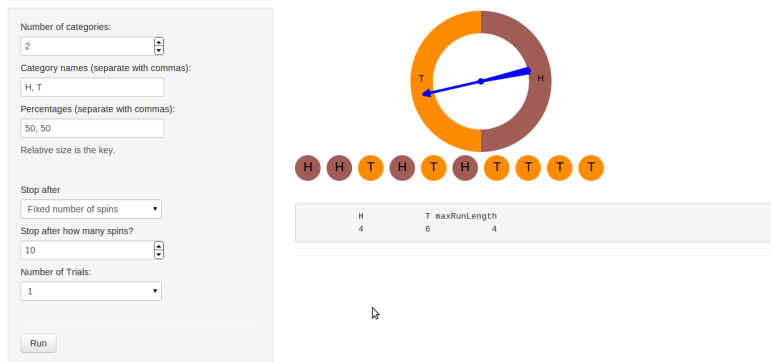 Number of categories:
2
Category names (separate with commas):
H, T
Percentages (separate with commas):
50, 50
Relative size is the key.
Stop after
Fixed number of spins
Stop after how many spins?
10
Number of Trials:
1
Run
T H
H H T H T H T T T T
H T maxRunLength
4 6 4